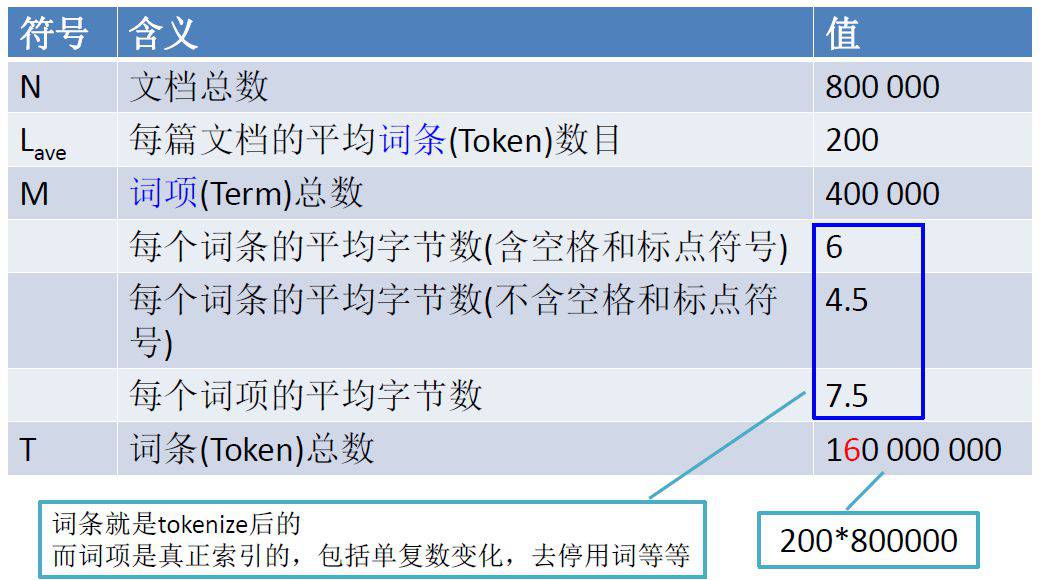 符号 含义 值
N 文档总数 800 000
Lave 每篇文档的平均词条(Token)数目 200
M 词项(Term)总数 400 000
每个词条的平均字节数(含空格和标点符号) 6
每个词条的平均字节数(不含空格和标点符 4.5
号)
每个词项的平均字节数 7.5
T 词条(Token)总数 160 000 000
词条就是tokenize后的
而词项是真正索引的，包括单复数变化，去停用词等等
200*800000